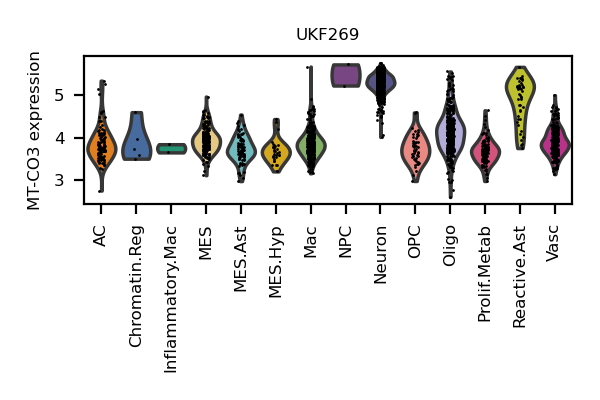 UKF269
MT-CO3 expression
5
4
3
AC
Chromatin.Reg
Inflammatory.Mac
MES
MES.Ast
MES.Hyp
Mac
NPC
Neuron
OPC
Oligo
Prolif.Metab
Reactive.Ast
Vasc